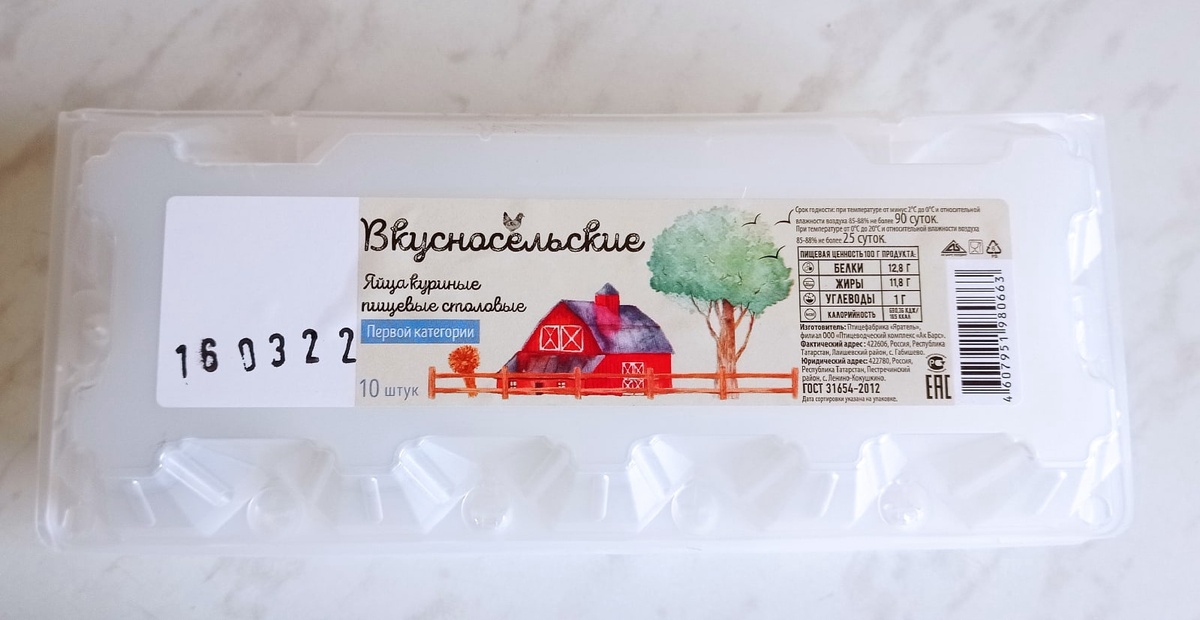 160322
Вкусносельские
Яйца куриные
пищевые столовые
Первой категории
10 штук
Срок годности: при температуре от минус 2°С до 0°С и относительной
влажности воздуха 85-88% не более 90 суток.
При температуре от 0°С до 20°С и относительной влажности воздуха
85-88% не более 25 суток.
ПИЩЕВАЯ ЦЕННОСТЬ 100 Г ПРОДУКТА:
БЕЛКИ 12,8 Г
ЖИРЫ 11,8 Г
УГЛЕВОДЫ 1 Г
КАЛОРИЙНОСТЬ
Изготовитель: Птицефабрика «Яратель»,
филиал ООО «Птицеводческий комплекс «Ак Барс».
Фактический адрес: 422606, Россия, Республика
Татарстан, Лаишевский район, с. Габишево.
Юридический адрес: 422780, Россия,
Республика Татарстан, Пестречинский
район, с. Ленино-Кокушкино.
ГОСТ 31654-2012
Дата сортировки указана на упаковке.
ЕАС
4607951980663